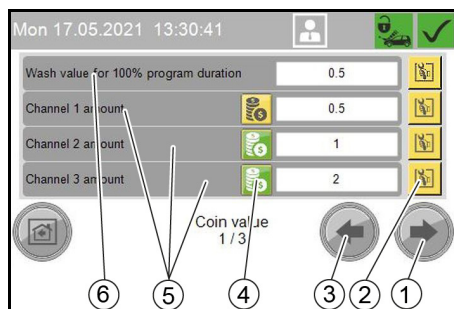 Mon 17.05.2021 13:30:41
Wash value for 100% program duration 0.5
Channel 1 amount $ 0.5
Channel 2 amount $ 1
Channel 3 amount $ 2
Coin value
1 / 3
6 5 4 3 2 1